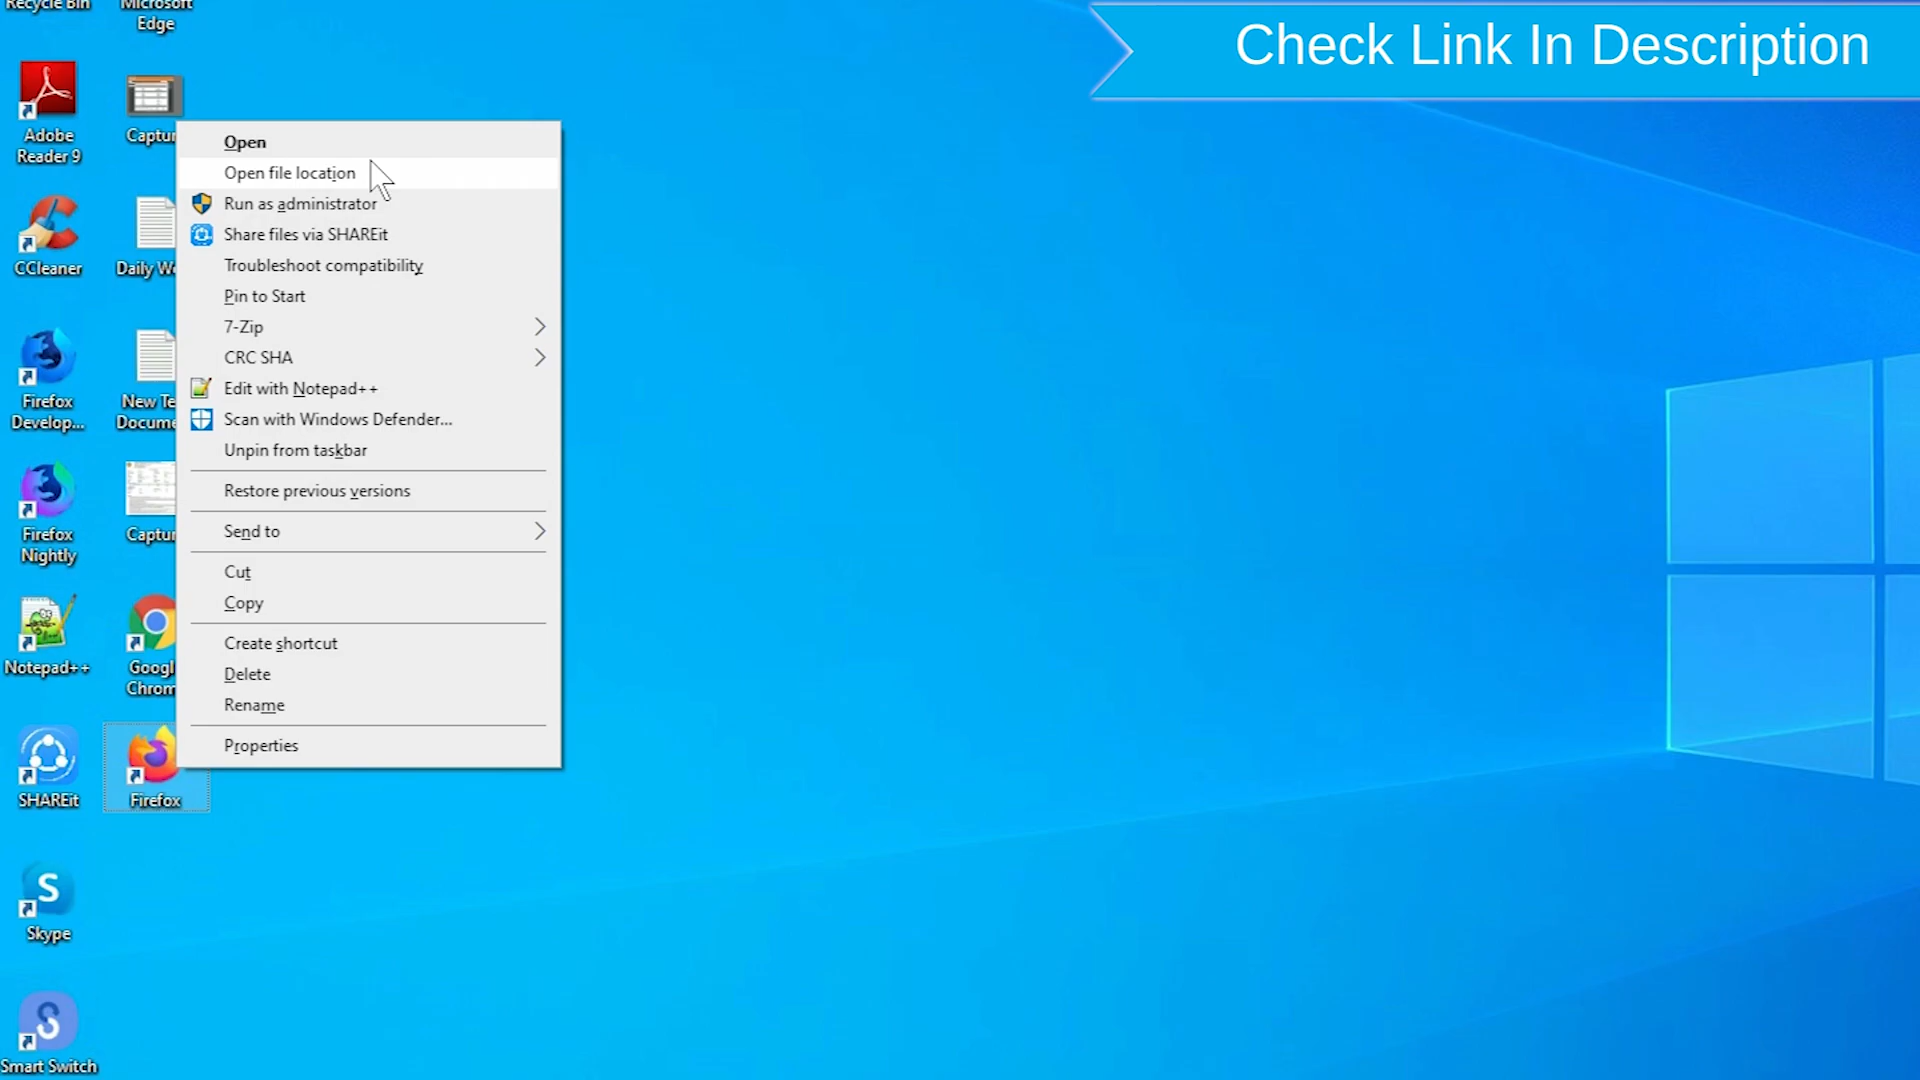 Recycle Bin
Microsoft
Edge
Check Link In Description
Adobe
Reader 9
Captur
CCleaner
Daily Wo
Firefox
Develop...
New Te
Docume
Firefox
Nightly
Captur
Notepad++
Googl
Chrom
SHAREit
Firefox
Skype
Smart Switch
Open
Open file location
Run as administrator
Share files via SHAREit
Troubleshoot compatibility
Pin to Start
7-Zip
CRC SHA
Edit with Notepad++
Scan with Windows Defender...
Unpin from taskbar
Restore previous versions
Send to
Cut
Copy
Create shortcut
Delete
Rename
Properties